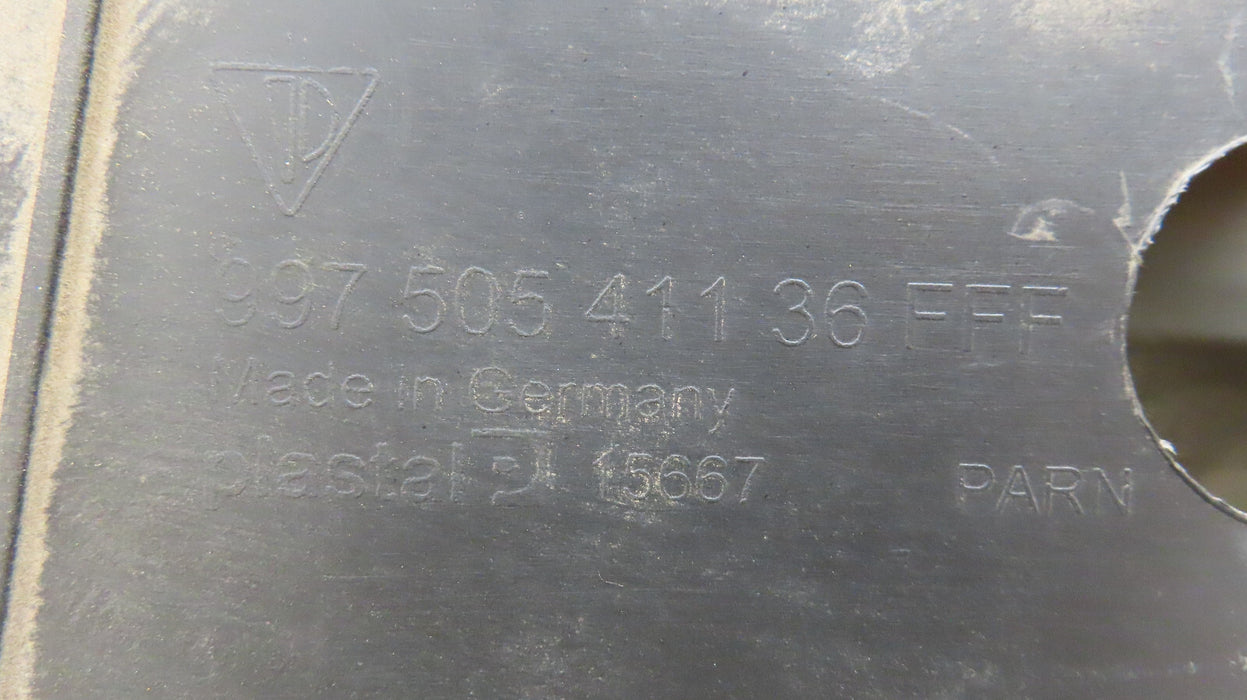 997 505 411 36 FFF
Made in Germany
plastal 15667 PARN